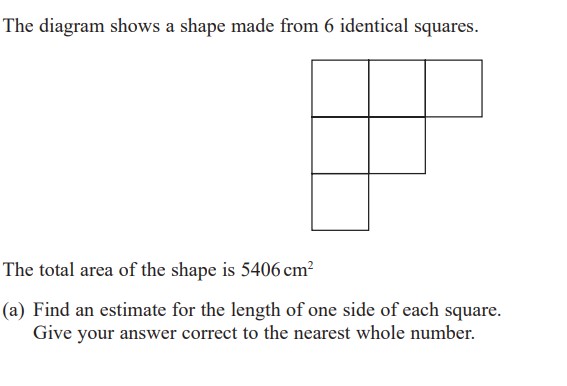 The diagram shows a shape made from 6 identical squares.
The total area of the shape is 5406 cm²
(a) Find an estimate for the length of one side of each square.
Give your answer correct to the nearest whole number.